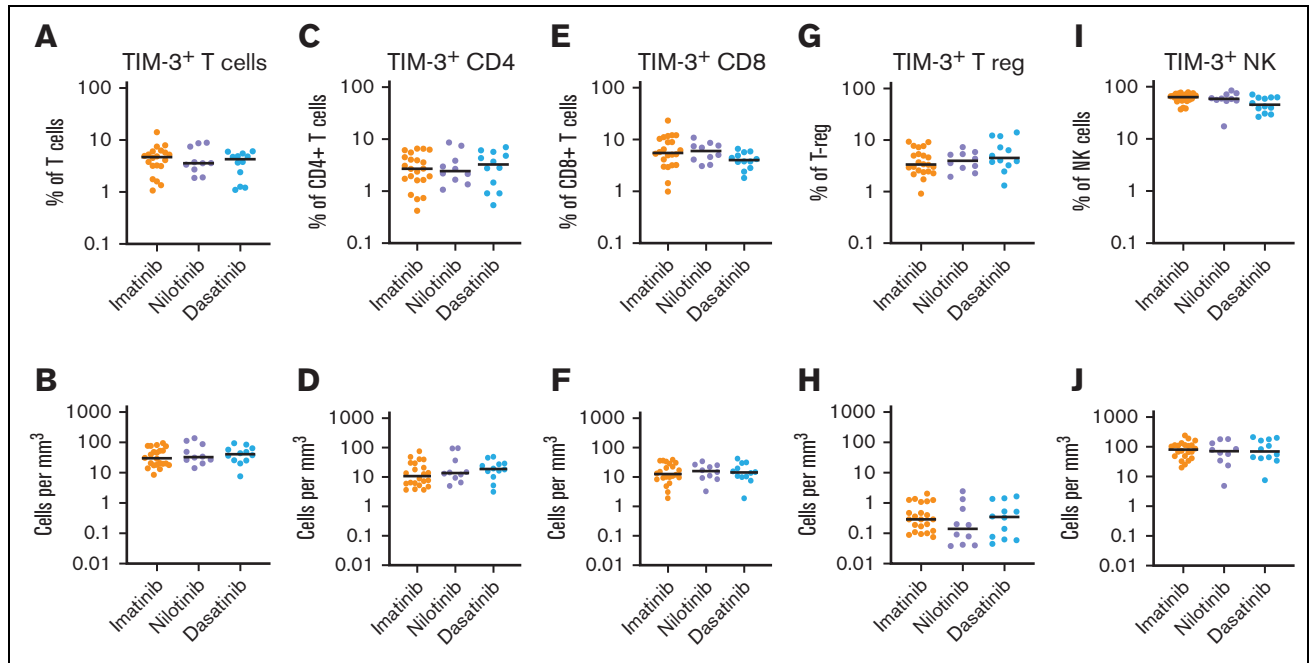 A
TIM-3+ T cells
% of T cells
100
10
1
0.1
Imatinib
Nilotinib
Dasatinib
C
TIM-3+ CD4
% of CD4+ T cells
100
10
1
0.1
Imatinib
Nilotinib
Dasatinib
E
TIM-3+ CD8
% of CD8+ T cells
100
10
1
0.1
Imatinib
Nilotinib
Dasatinib
G
TIM-3+ T reg
% of T-reg
100
10
1
0.1
Imatinib
Nilotinib
Dasatinib
I
TIM-3+ NK
% of NK cells
100
10
1
0.1
Imatinib
Nilotinib
Dasatinib
B
Cells per mm³
1000
100
10
1
0.1
0.01
Imatinib
Nilotinib
Dasatinib
D
Cells per mm³
1000
100
10
1
0.1
0.01
Imatinib
Nilotinib
Dasatinib
F
Cells per mm³
1000
100
10
1
0.1
0.01
Imatinib
Nilotinib
Dasatinib
H
Cells per mm³
1000
100
10
1
0.1
0.01
Imatinib
Nilotinib
Dasatinib
J
Cells per mm³
1000
100
10
1
0.1
0.01
Imatinib
Nilotinib
Dasatinib